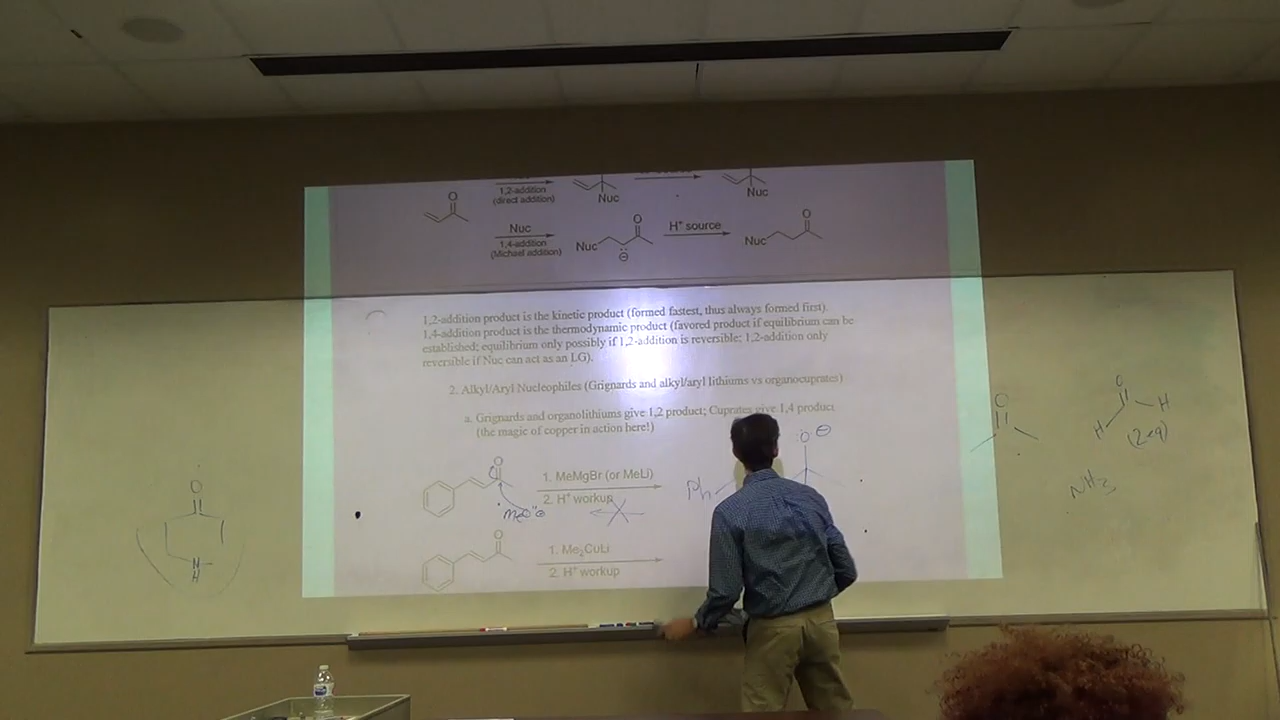 O
1,2-addition
(direct addition)
Nuc
Nuc
Nuc
1,4-addition
(Michael addition)
O
Nuc
⊖
H⁺ source
O
Nuc
1,2-addition product is the kinetic product (formed fastest, thus always formed first).
1,4-addition product is the thermodynamic product (favored product if equilibrium can be
established; equilibrium only possibly if 1,2-addition is reversible; 1,2-addition only
reversible if Nuc can act as an LG).
2. Alkyl/Aryl Nucleophiles (Grignards and alkyl/aryl lithiums vs organocuprates)
a. Grignards and organolithiums give 1,2 product; Cuprates give 1,4 product
(the magic of copper in action here!)
O
1. MeMgBr (or MeLi)
2. H⁺ workup
Ph
O ⊖
O
1. Me₂CuLi
2. H⁺ workup
O
N
H
O
O
H H
(2eq)
NH₃